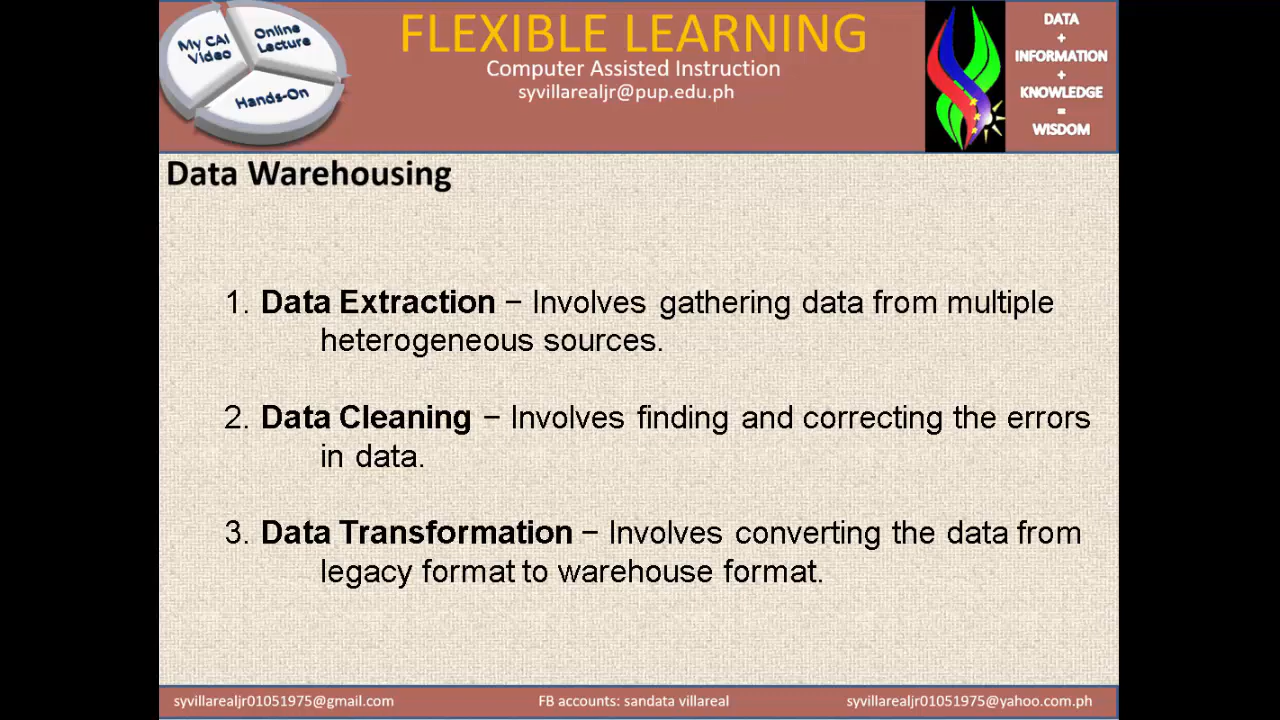 My CAI
Video
Online
Lecture
Hands-On
FLEXIBLE LEARNING
Computer Assisted Instruction
syvillarealjr@pup.edu.ph
DATA
+
INFORMATION
+
KNOWLEDGE
=
WISDOM
Data Warehousing
1. Data Extraction − Involves gathering data from multiple
heterogeneous sources.
2. Data Cleaning − Involves finding and correcting the errors
in data.
3. Data Transformation − Involves converting the data from
legacy format to warehouse format.
syvillarealjr01051975@gmail.com
FB accounts: sandata villareal
syvillarealjr01051975@yahoo.com.ph